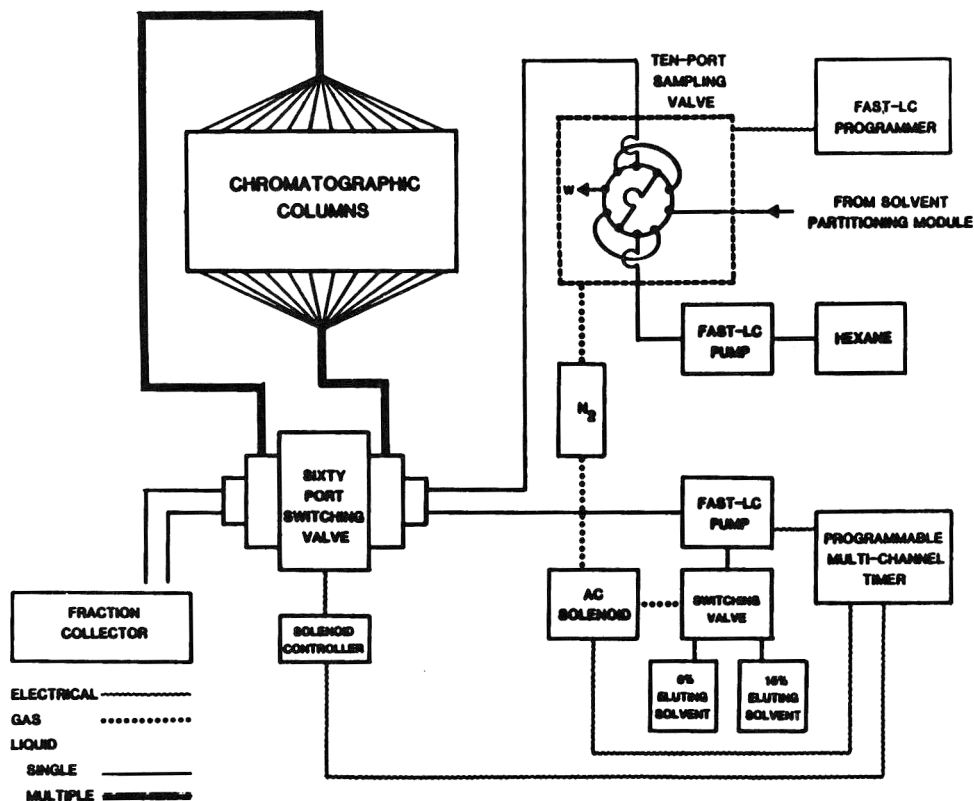 TEN-PORT
SAMPLING
VALVE
FAST-LC
PROGRAMMER
CHROMATOGRAPHIC
COLUMNS
W
FROM SOLVENT
PARTITIONING MODULE
FAST-LC
PUMP
HEXANE
N2
SIXTY
PORT
SWITCHING
VALVE
FAST-LC
PUMP
PROGRAMMABLE
MULTI-CHANNEL
TIMER
AC
SOLENOID
SWITCHING
VALVE
FRACTION
COLLECTOR
SOLENOID
CONTROLLER
ELUTING
SOLVENT
15%
ELUTING
SOLVENT
ELECTRICAL
GAS
LIQUID
SINGLE
MULTIPLE